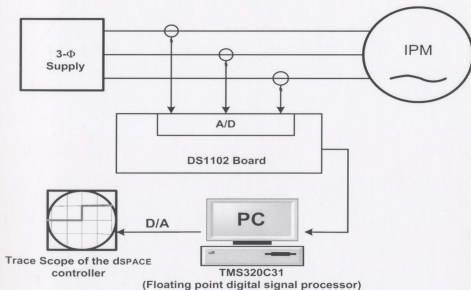 3-Φ
Supply
IPM
A/D
DS1102 Board
D/A
PC
Trace Scope of the dSPACE
controller
TMS320C31
(Floating point digital signal processor)